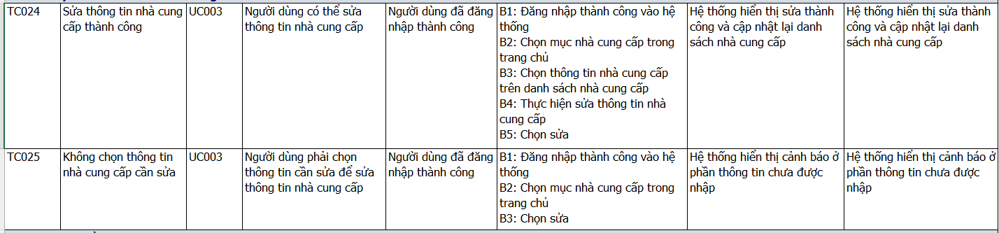 TC024
Sửa thông tin nhà cung
cấp thành công
UC003
Người dùng có thể sửa
thông tin nhà cung cấp
Người dùng đã đăng
nhập thành công
B1: Đăng nhập thành công vào hệ
thống
B2: Chọn mục nhà cung cấp trong
trang chủ
B3: Chọn thông tin nhà cung cấp
trên danh sách nhà cung cấp
B4: Thực hiện sửa thông tin nhà
cung cấp
B5: Chọn sửa
Hệ thống hiển thị sửa thành
công và cập nhật lại danh
sách nhà cung cấp
Hệ thống hiển thị sửa thành
công và cập nhật lại danh
sách nhà cung cấp
TC025
Không chọn thông tin
nhà cung cấp cần sửa
UC003
Người dùng phải chọn
thông tin cần sửa để sửa
thông tin nhà cung cấp
Người dùng đã đăng
nhập thành công
B1: Đăng nhập thành công vào hệ
thống
B2: Chọn mục nhà cung cấp trong
trang chủ
B3: Chọn sửa
Hệ thống hiển thị cảnh báo ở
phần thông tin chưa được
nhập
Hệ thống hiển thị cảnh báo ở
phần thông tin chưa được
nhập